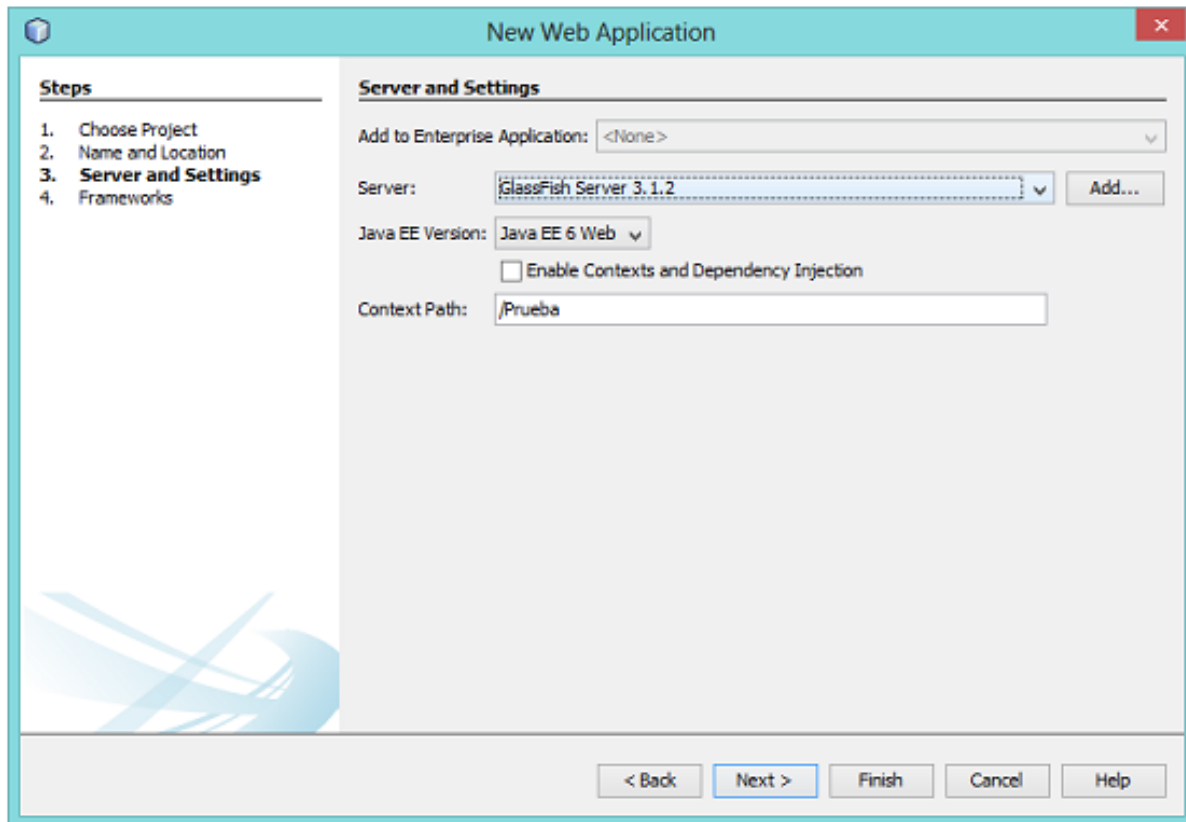 New Web Application
Steps
1. Choose Project
2. Name and Location
3. Server and Settings
4. Frameworks
Server and Settings
Add to Enterprise Application: <None>
Server: GlassFish Server 3.1.2 Add...
Java EE Version: Java EE 6 Web
Enable Contexts and Dependency Injection
Context Path: /Prueba
< Back Next > Finish Cancel Help